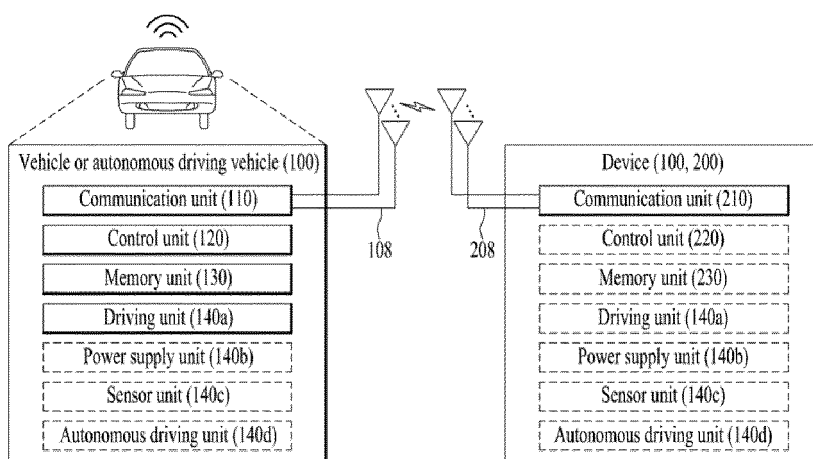 Vehicle or autonomous driving vehicle (100)
Communication unit (110)
Control unit (120)
Memory unit (130)
Driving unit (140a)
Power supply unit (140b)
Sensor unit (140c)
Autonomous driving unit (140d)
108
208
Device (100, 200)
Communication unit (210)
Control unit (220)
Memory unit (230)
Driving unit (140a)
Power supply unit (140b)
Sensor unit (140c)
Autonomous driving unit (140d)